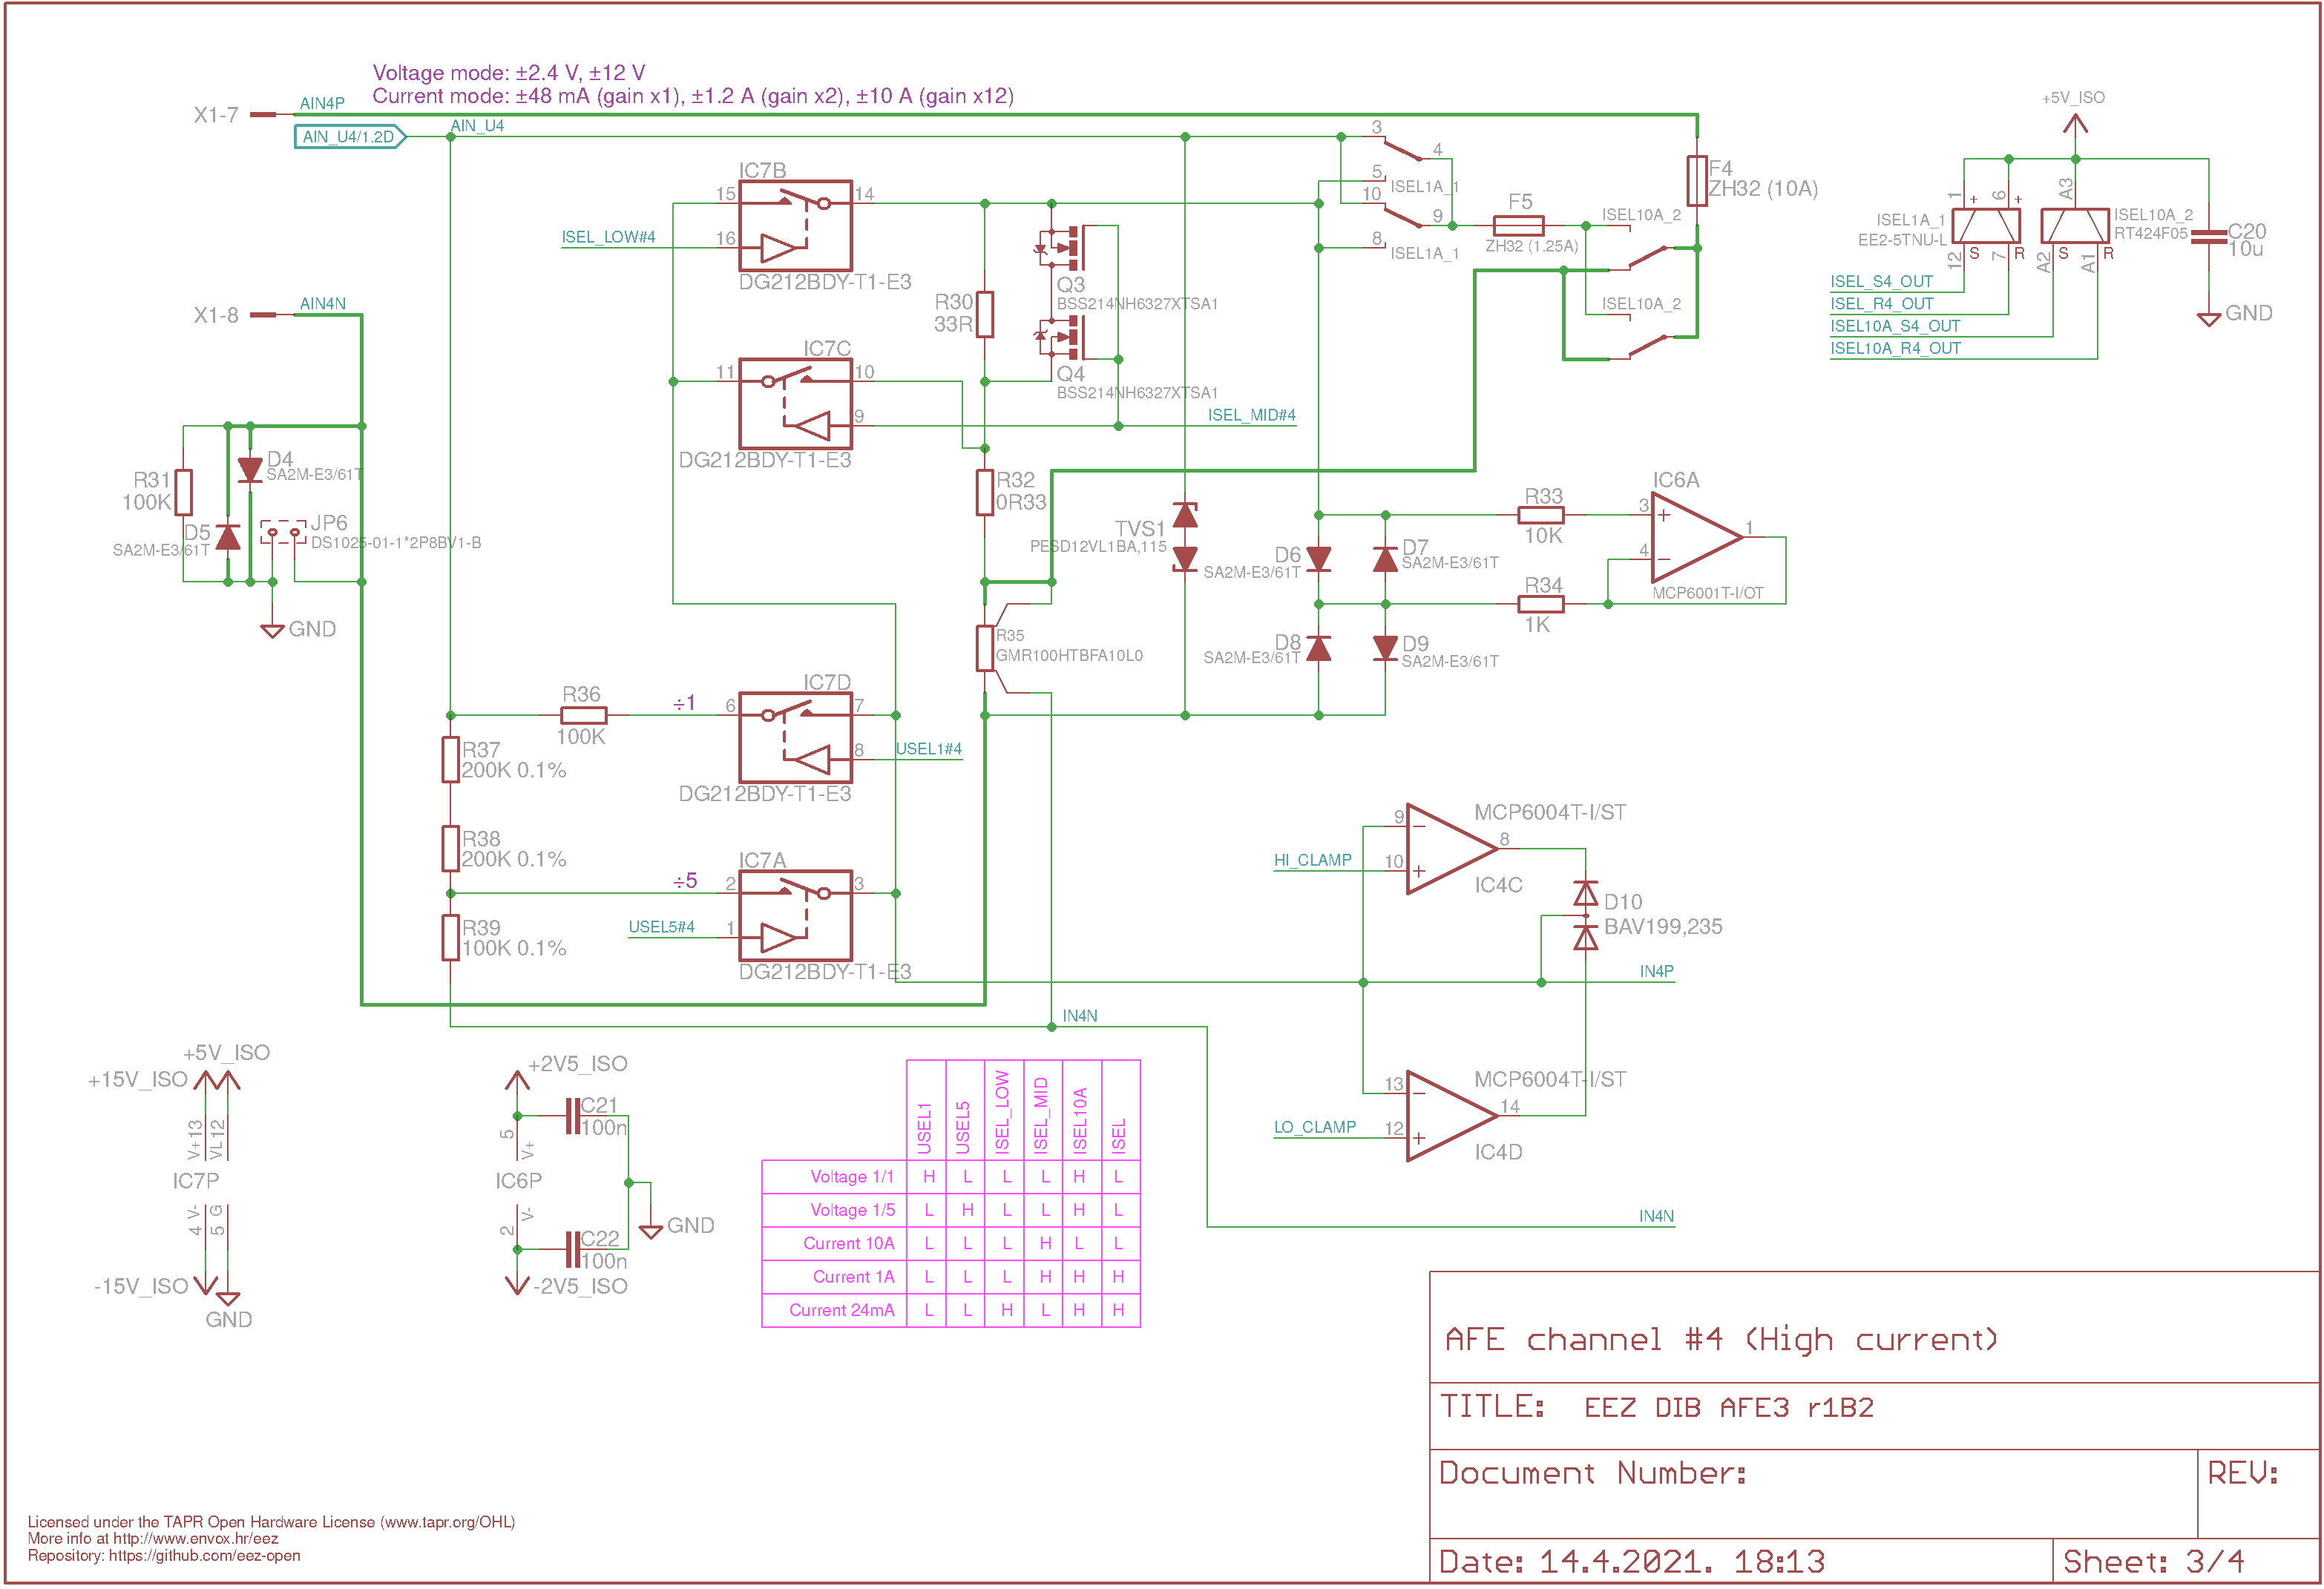 Voltage mode: ±2.4 V, ±12 V
Current mode: ±48 mA (gain x1), ±1.2 A (gain x2), ±10 A (gain x12)
X1-7
AIN4P
AIN_U4/1.2D
AIN_U4
IC7B
15
14
16
ISEL_LOW#4
DG212BDY-T1-E3
X1-8
AIN4N
R30
33R
Q3
BSS214NH6327XTSA1
Q4
BSS214NH6327XTSA1
IC7C
11
10
9
DG212BDY-T1-E3
ISEL_MID#4
3
4
5
ISEL1A_1
10
9
8
ISEL1A_1
F5
ZH32 (1.25A)
ISEL10A_2
ISEL10A_2
F4
ZH32 (10A)
+5V_ISO
1
+
6
+
A3
ISEL1A_1
EE2-5TNU-L
ISEL10A_2
RT424F05
12
S
7
R
A2
S
A1
R
C20
10u
GND
ISEL_S4_OUT
ISEL_R4_OUT
ISEL10A_S4_OUT
ISEL10A_R4_OUT
R31
100K
D4
SA2M-E3/61T
D5
SA2M-E3/61T
JP6
DS1025-01-1*2P8BV1-B
GND
R32
0R33
TVS1
PESD12VL1BA,115
R35
GMR100HTBFA10L0
D6
SA2M-E3/61T
D7
SA2M-E3/61T
D8
SA2M-E3/61T
D9
SA2M-E3/61T
R33
10K
R34
1K
IC6A
3
+
4
−
1
MCP6001T-I/OT
R36
100K
÷1
IC7D
6
7
8
USEL1#4
DG212BDY-T1-E3
R37
200K 0.1%
R38
200K 0.1%
R39
100K 0.1%
÷5
IC7A
2
3
1
USEL5#4
DG212BDY-T1-E3
MCP6004T-I/ST
9
−
8
HI_CLAMP
10
+
IC4C
D10
BAV199,235
IN4P
IN4N
MCP6004T-I/ST
13
−
14
LO_CLAMP
12
+
IC4D
IN4N
+5V_ISO
+15V_ISO
V+ 13
VL 12
IC7P
4 V-
5 G
-15V_ISO
GND
+2V5_ISO
C21
100n
5
V+
IC6P
2
V-
GND
C22
100n
-2V5_ISO
USEL1 USEL5 ISEL_LOW ISEL_MID ISEL10A ISEL
Voltage 1/1 H L L L H L
Voltage 1/5 L H L L H L
Current 10A L L L H L L
Current 1A L L L H H H
Current 24mA L L H L H H
AFE channel #4 (High current)
TITLE: EEZ DIB AFE3 r1B2
Document Number:
REV:
Date: 14.4.2021. 18:13
Sheet: 3/4
Licensed under the TAPR Open Hardware License (www.tapr.org/OHL)
More info at http://www.envox.hr/eez
Repository: https://github.com/eez-open